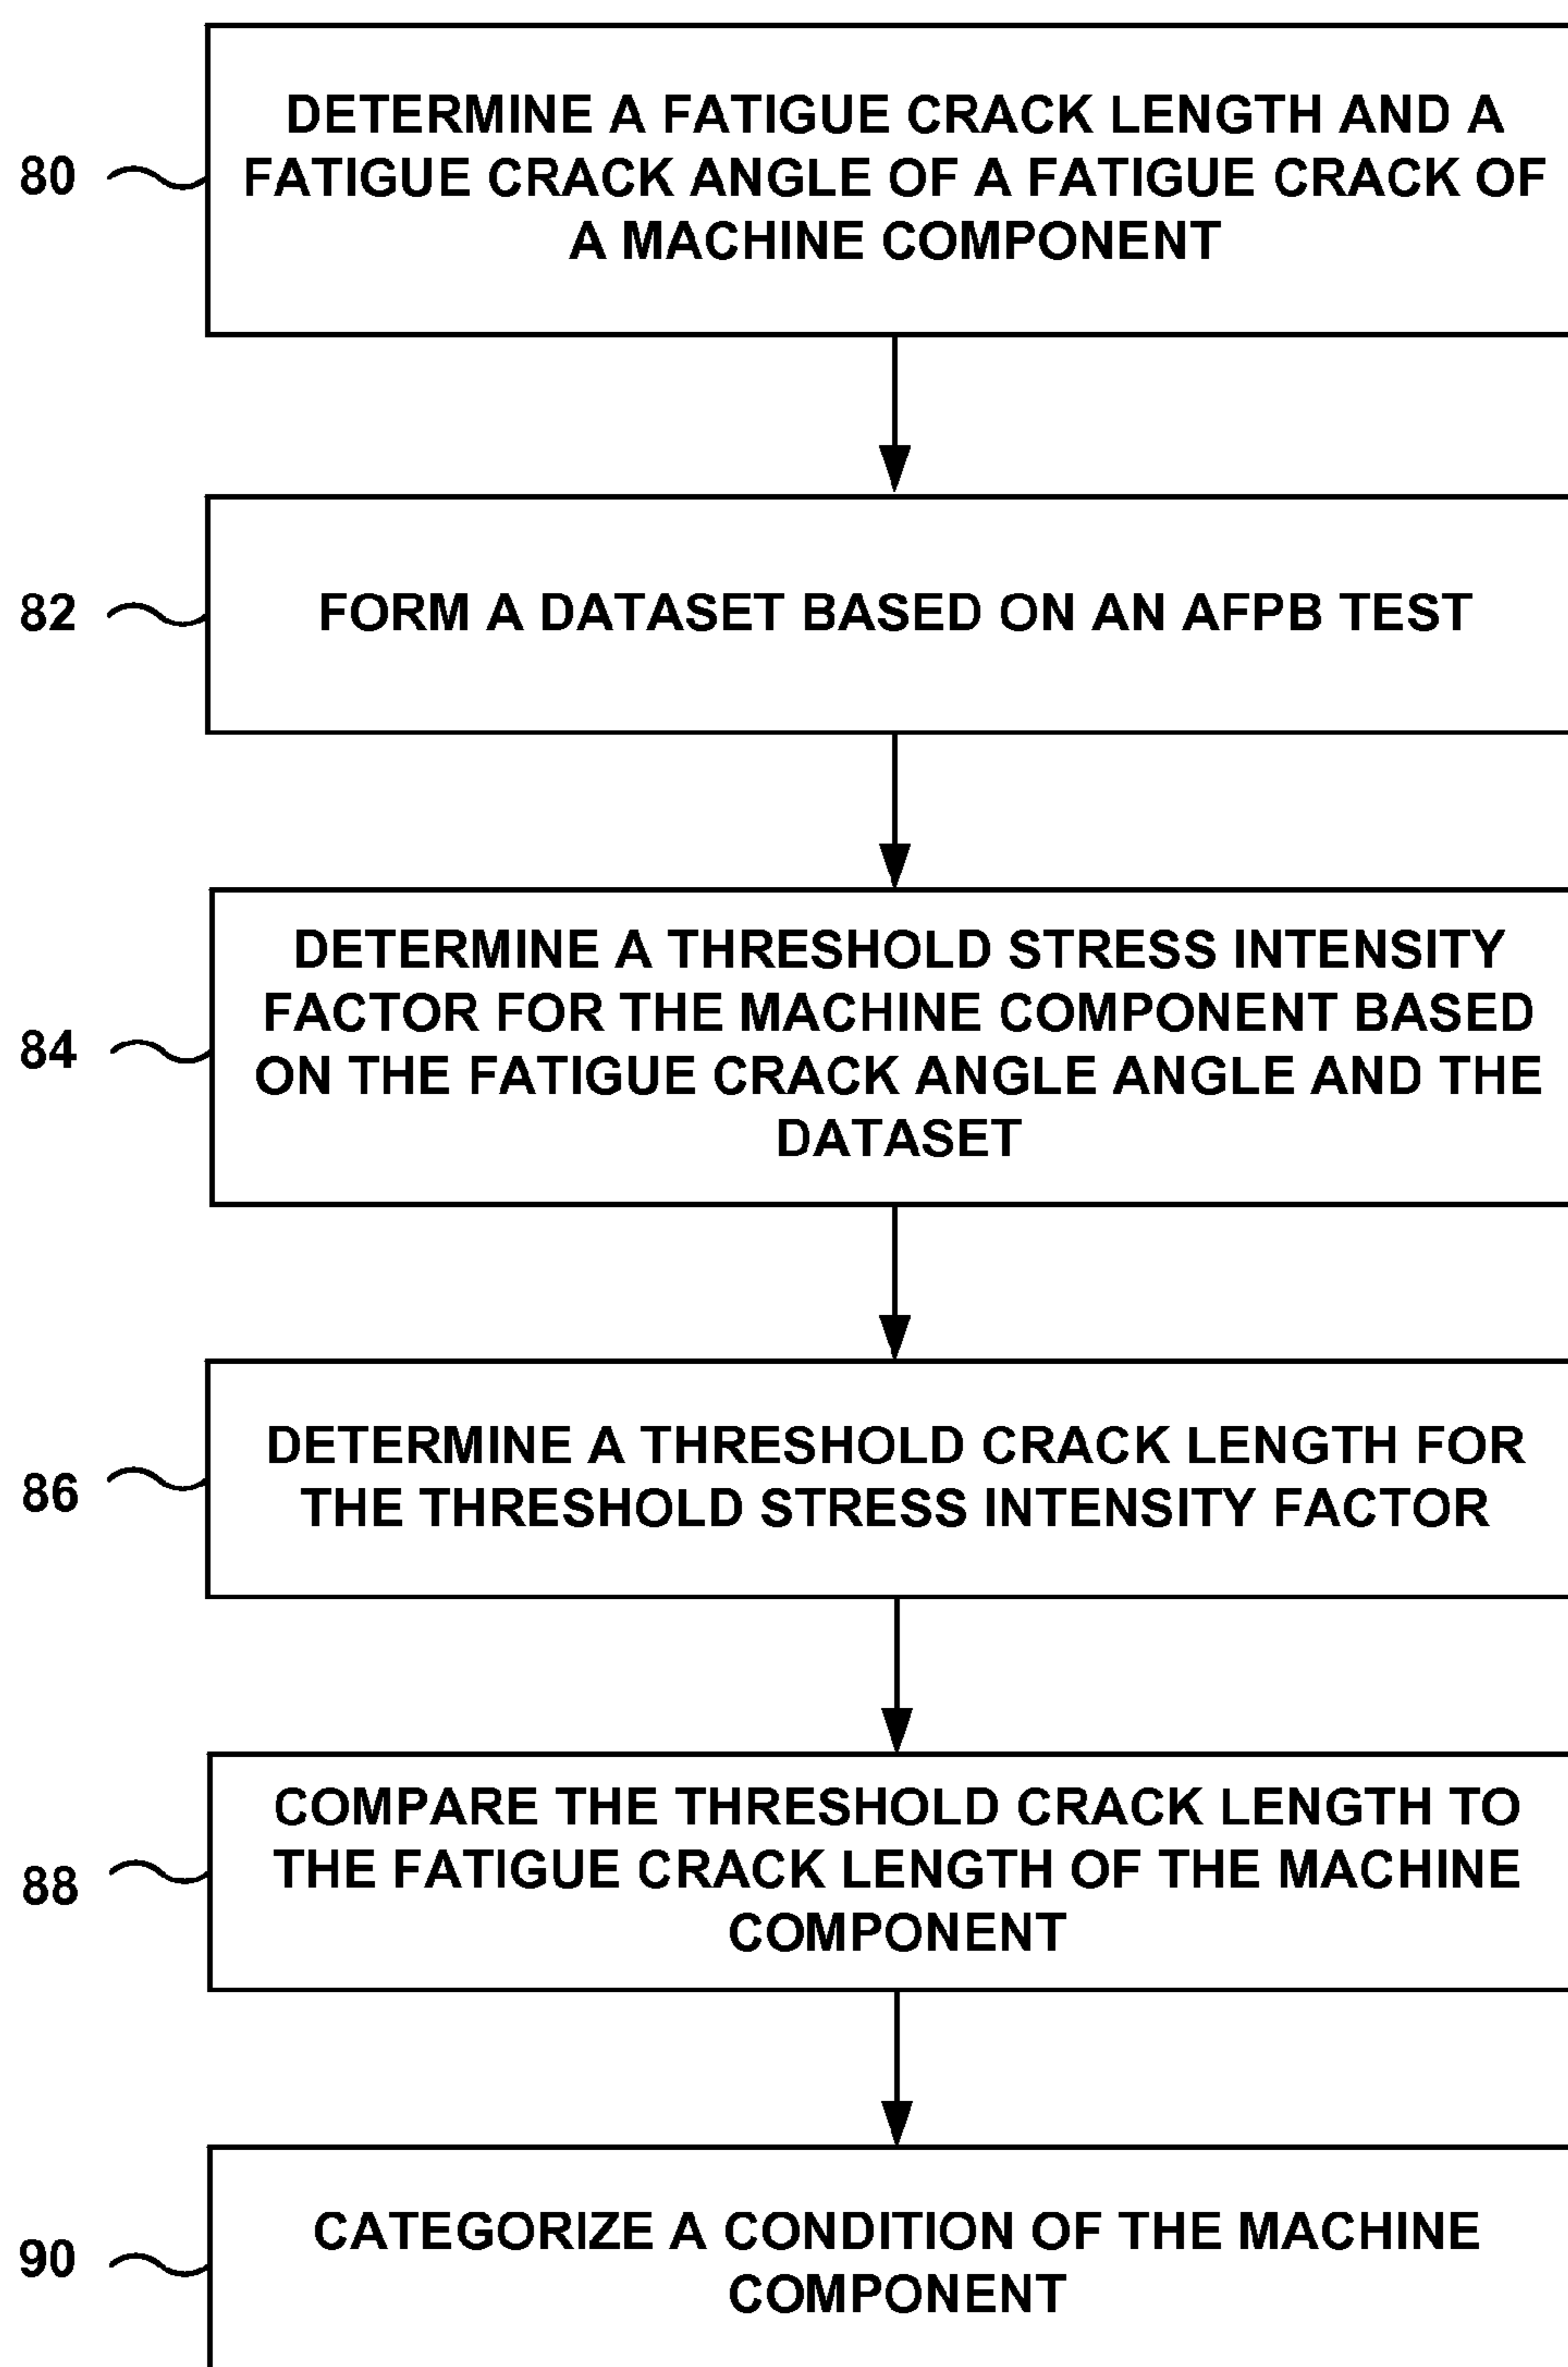 DETERMINE A FATIGUE CRACK LENGTH AND A
80 FATIGUE CRACK ANGLE OF A FATIGUE CRACK OF
A MACHINE COMPONENT
82 FORM A DATASET BASED ON AN AFPB TEST
DETERMINE A THRESHOLD STRESS INTENSITY
FACTOR FOR THE MACHINE COMPONENT BASED
84
ON THE FATIGUE CRACK ANGLE ANGLE AND THE
DATASET
DETERMINE A THRESHOLD CRACK LENGTH FOR
86
THE THRESHOLD STRESS INTENSITY FACTOR
COMPARE THE THRESHOLD CRACK LENGTH TO
88 THE FATIGUE CRACK LENGTH OF THE MACHINE
COMPONENT
CATEGORIZE A CONDITION OF THE MACHINE
90
COMPONENT